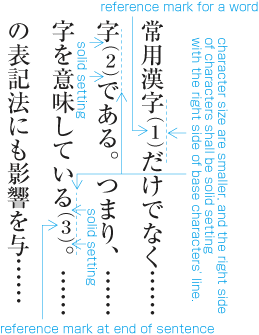 reference mark for a word
character size are smaller, and the right side
of characters shall be solid setting
with the right side of base characters' line.
常用漢字(1)だけでなく……
字(2)である。つまり、……
solid setting
字を意味している(3)。……
solid setting
の表記法にも影響を与……
reference mark at end of sentence